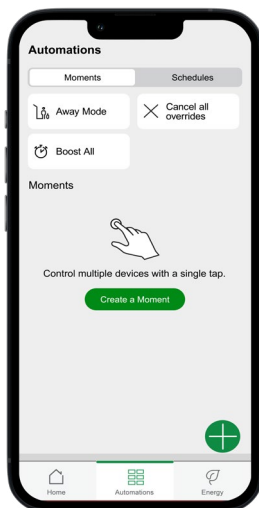 Automations
Moments
Schedules
Away Mode
Cancel all
overrides
Boost All
Moments
Control multiple devices with a single tap.
Create a Moment
Home
Automations
Energy